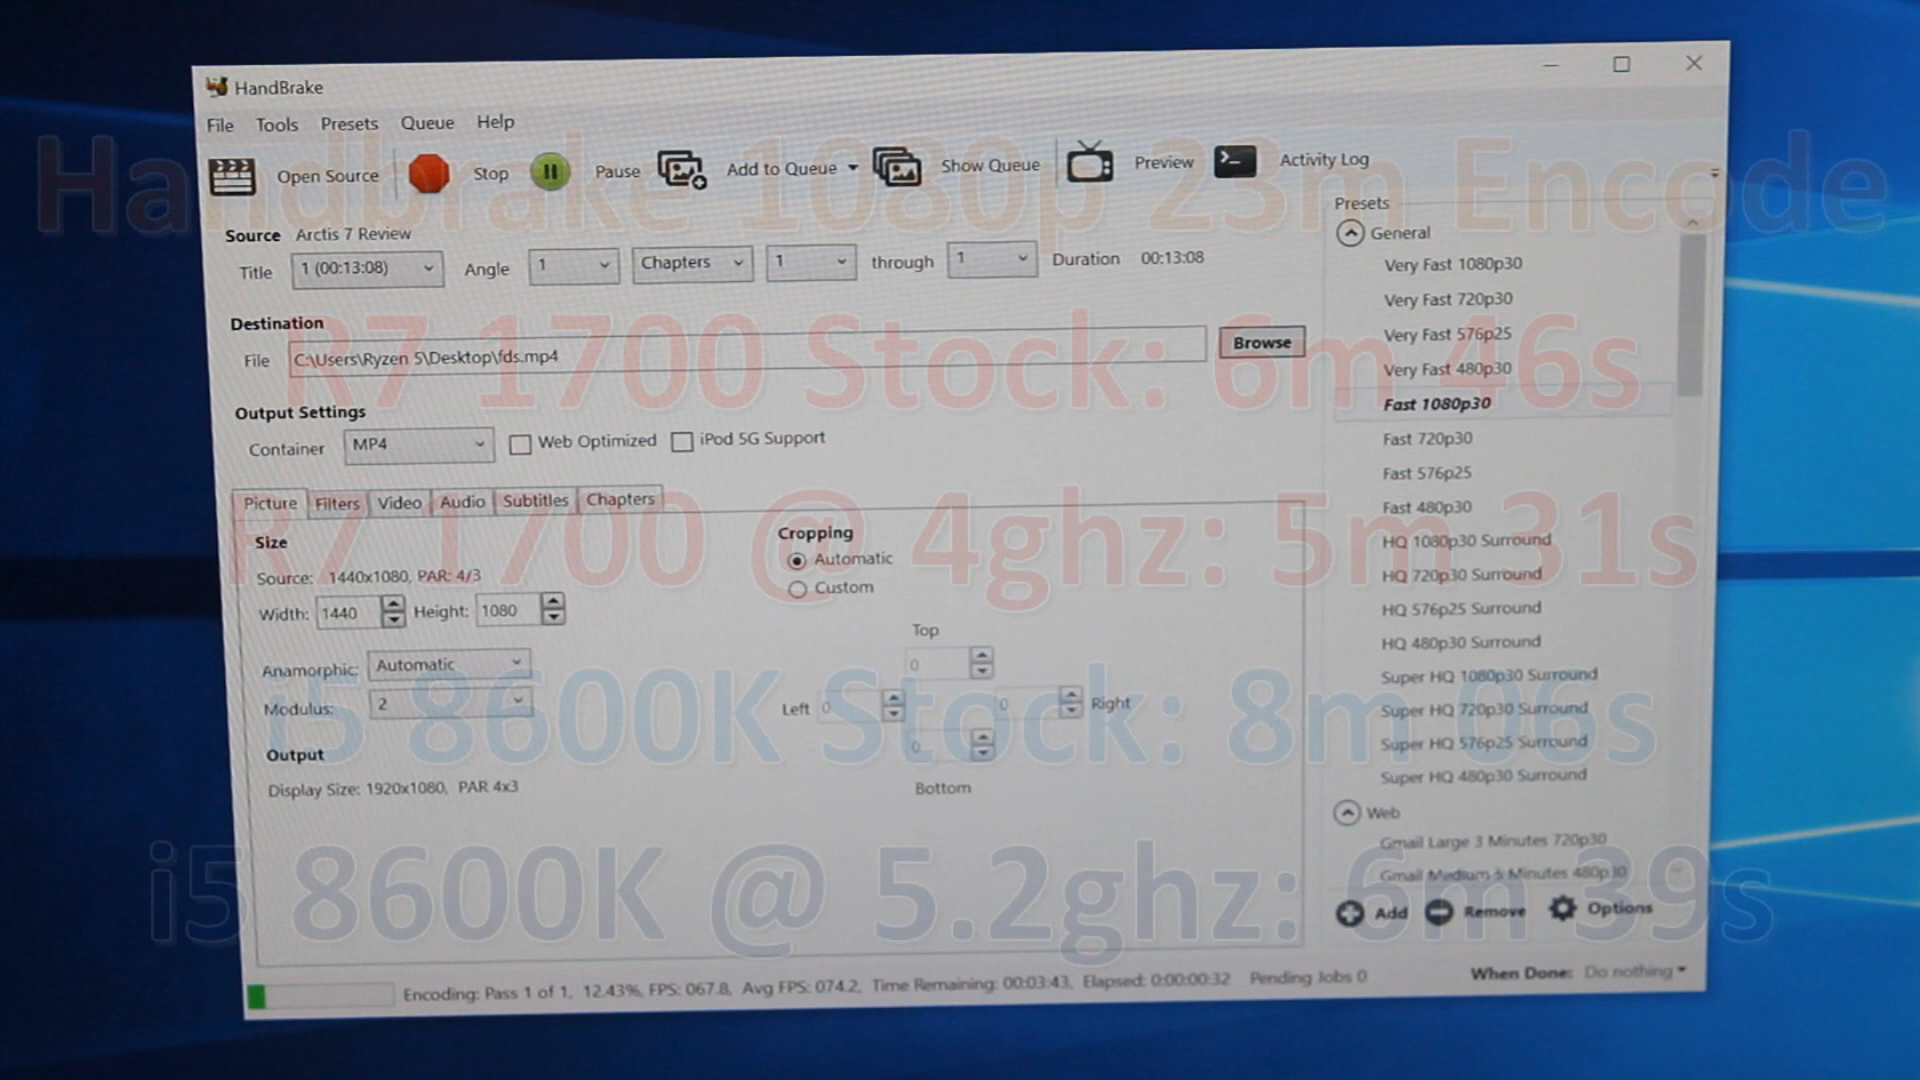 HandBrake
File Tools Presets Queue Help
Handbrake 1080p 23m Encode
Open Source Stop Pause Add to Queue Show Queue Preview Activity Log
Source Arctis 7 Review
Title 1 (00:13:08) Angle 1 Chapters 1 through 1 Duration 00:13:08
Destination
File C:\Users\Ryzen 5\Desktop\fds.mp4 Browse
R7 1700 Stock: 6m 46s
Output Settings
Container MP4 Web Optimized iPod 5G Support
Picture Filters Video Audio Subtitles Chapters
R7 1700 @ 4ghz: 5m 31s
Size
Source: 1440x1080, PAR: 4/3
Width: 1440 Height: 1080
Anamorphic: Automatic
Modulus: 2
Cropping
Automatic
Custom
Top
0
Left 0 0 Right
0
Bottom
i5 8600K Stock: 8m 06s
Output
Display Size: 1920x1080, PAR 4x3
i5 8600K @ 5.2ghz: 6m 39s
Presets
General
Very Fast 1080p30
Very Fast 720p30
Very Fast 576p25
Very Fast 480p30
Fast 1080p30
Fast 720p30
Fast 576p25
Fast 480p30
HQ 1080p30 Surround
HQ 720p30 Surround
HQ 576p25 Surround
HQ 480p30 Surround
Super HQ 1080p30 Surround
Super HQ 720p30 Surround
Super HQ 576p25 Surround
Super HQ 480p30 Surround
Web
Gmail Large 3 Minutes 720p30
Gmail Medium 5 Minutes 480p30
Add Remove Options
Encoding: Pass 1 of 1, 12.43%, FPS: 067.8, Avg FPS: 074.2, Time Remaining: 00:03:43, Elapsed: 0:00:00:32 Pending Jobs 0
When Done: Do nothing